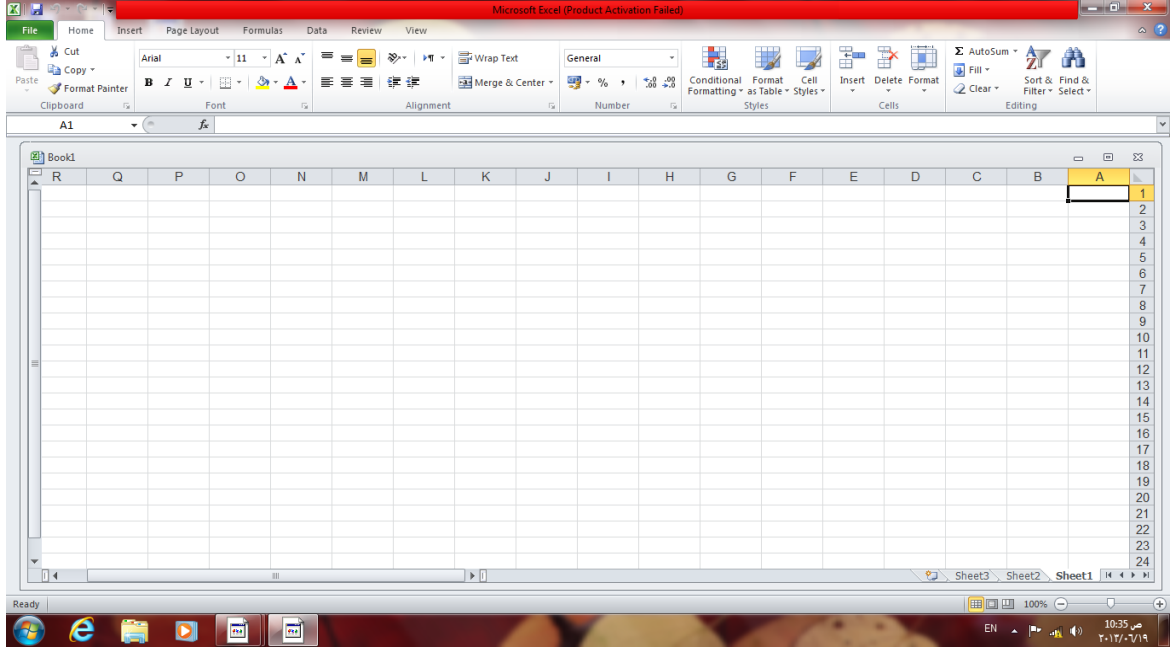 Microsoft Excel (Product Activation Failed)
File Home Insert Page Layout Formulas Data Review View
Paste
Cut
Copy
Format Painter
Clipboard
Arial 11
B I U A
Font
Wrap Text
Merge & Center
Alignment
General
% ,
Number
Conditional Formatting
Format as Table
Cell Styles
Styles
Insert Delete Format
Cells
Σ AutoSum
Fill
Clear
Sort & Filter
Find & Select
Editing
A1 fx
Book1
R Q P O N M L K J I H G F E D C B A
1
2
3
4
5
6
7
8
9
10
11
12
13
14
15
16
17
18
19
20
21
22
23
24
Sheet3 Sheet2 Sheet1
Ready 100%
EN 10:35 ص
٢٠١٣/٠٦/١٩